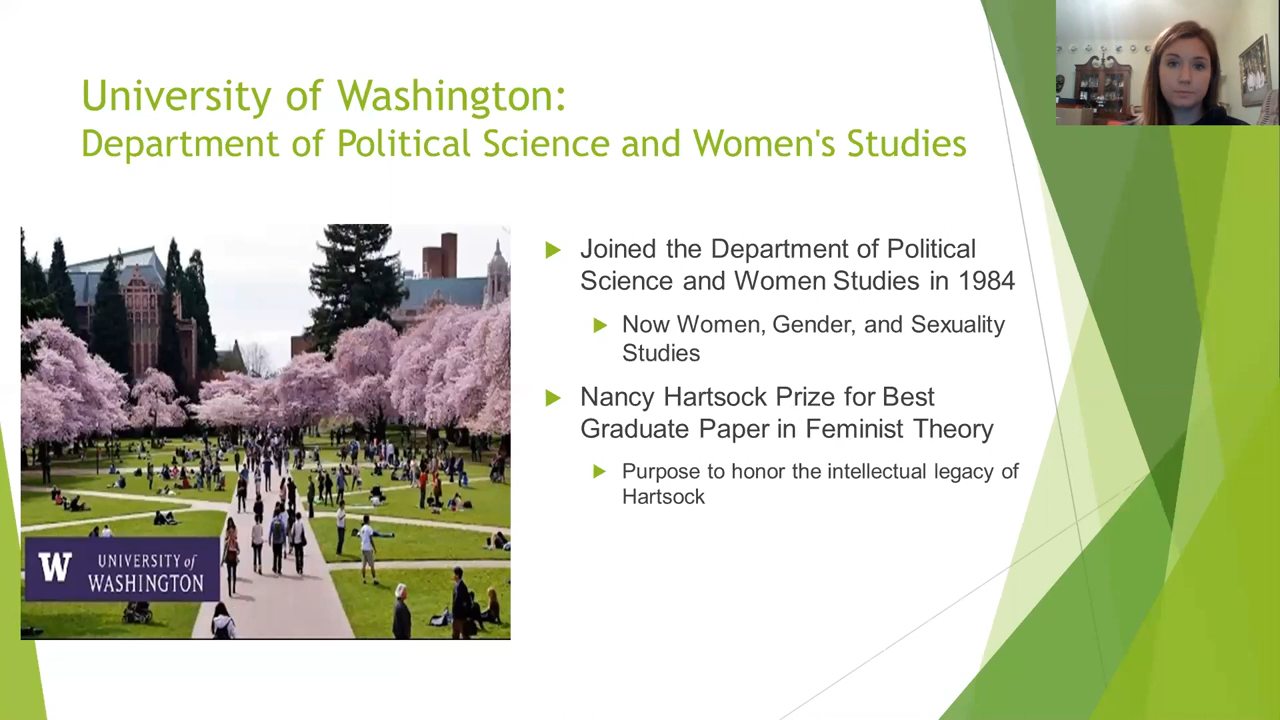 University of Washington:
Department of Political Science and Women's Studies
Joined the Department of Political
Science and Women Studies in 1984
Now Women, Gender, and Sexuality
Studies
Nancy Hartsock Prize for Best
Graduate Paper in Feminist Theory
Purpose to honor the intellectual legacy of
Hartsock
W
UNIVERSITY of
WASHINGTON